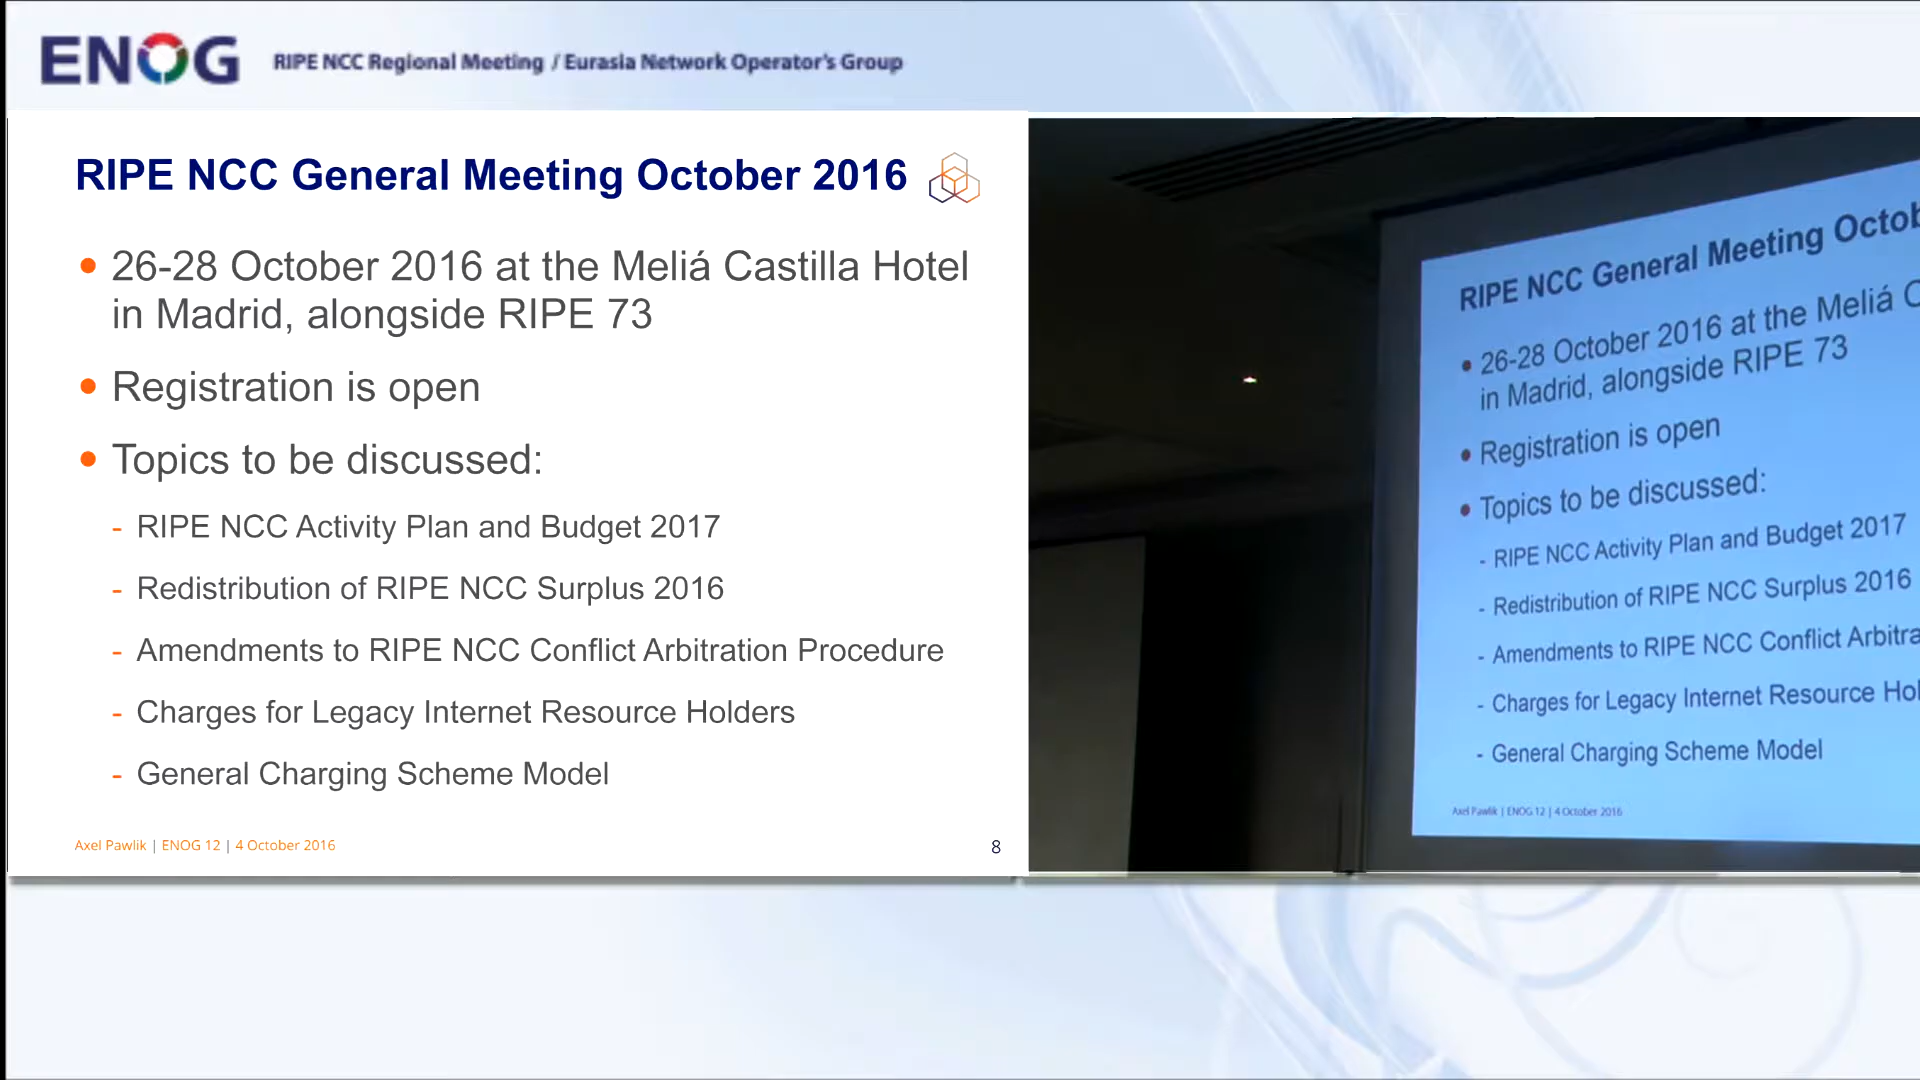 ENOG
RIPE NCC Regional Meeting / Eurasia Network Operator's Group
RIPE NCC General Meeting October 2016
• 26-28 October 2016 at the Meliá Castilla Hotel
in Madrid, alongside RIPE 73
• Registration is open
• Topics to be discussed:
- RIPE NCC Activity Plan and Budget 2017
- Redistribution of RIPE NCC Surplus 2016
- Amendments to RIPE NCC Conflict Arbitration Procedure
- Charges for Legacy Internet Resource Holders
- General Charging Scheme Model
Axel Pawlik | ENOG 12 | 4 October 2016
8
RIPE NCC General Meeting Octob
• 26-28 October 2016 at the Meliá C
in Madrid, alongside RIPE 73
• Registration is open
• Topics to be discussed:
- RIPE NCC Activity Plan and Budget 2017
- Redistribution of RIPE NCC Surplus 2016
- Amendments to RIPE NCC Conflict Arbitra
- Charges for Legacy Internet Resource Hol
- General Charging Scheme Model
Axel Pawlik | ENOG 12 | 4 October 2016